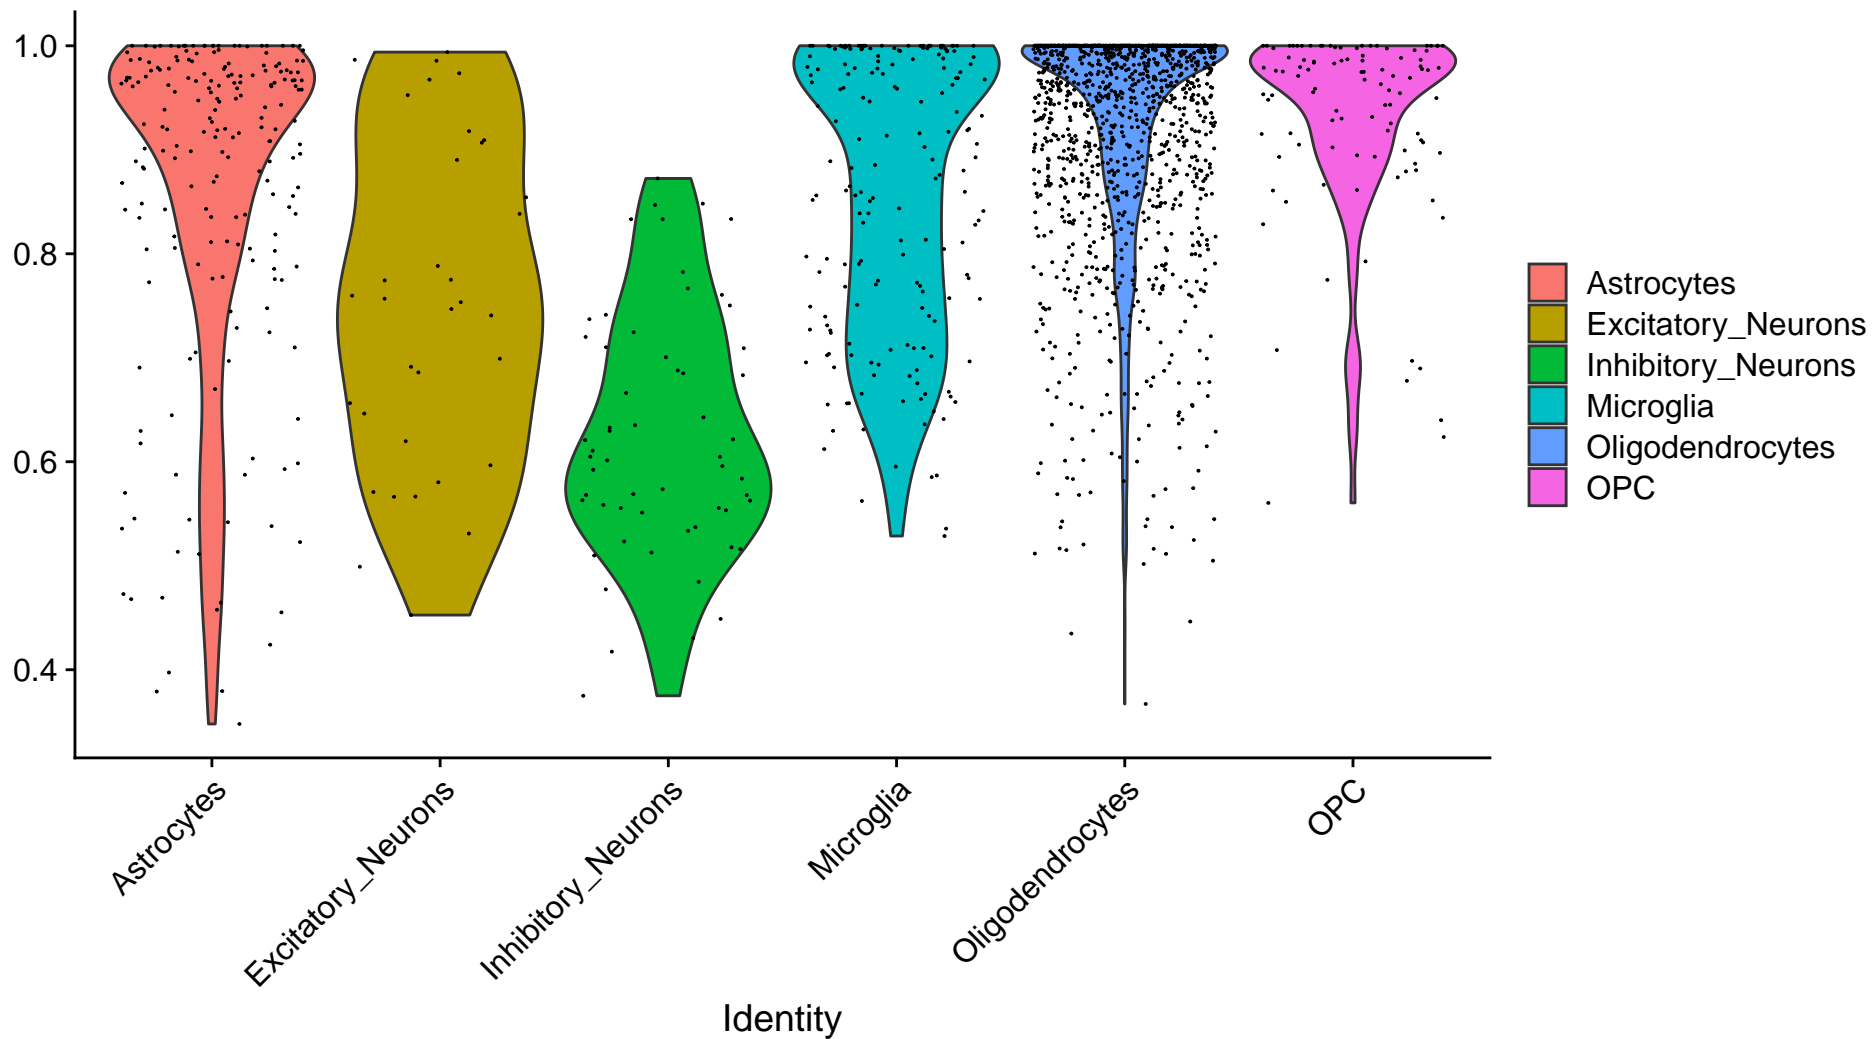 1.0
0.8
0.6
0.4
Astrocytes
Excitatory_Neurons
Inhibitory_Neurons
Microglia
Oligodendrocytes
OPC
Identity
Astrocytes
Excitatory_Neurons
Inhibitory_Neurons
Microglia
Oligodendrocytes
OPC